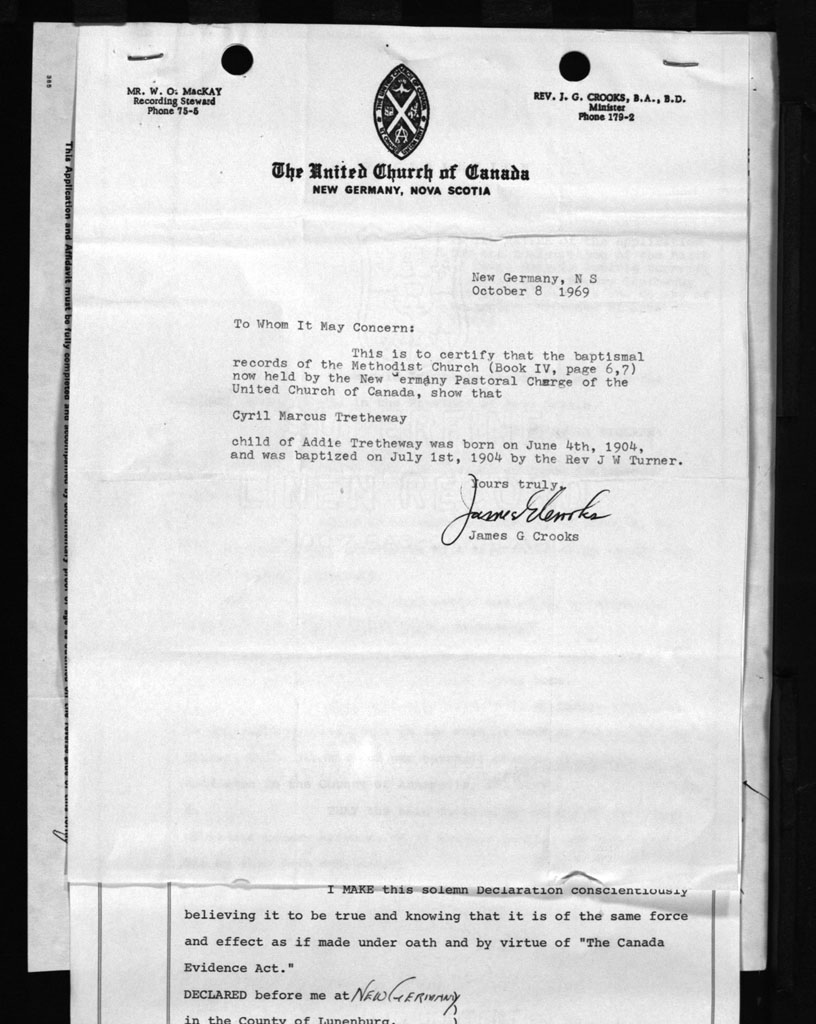 MR. W. O. MacKAY
Recording Steward
Phone 75-5
REV. J. G. CROOKS, B.A., B.D.
Minister
Phone 179-2
The United Church of Canada
NEW GERMANY, NOVA SCOTIA
New Germany, N S
October 8 1969
To Whom It May Concern:
This is to certify that the baptismal
records of the Methodist Church (Book IV, page 6,7)
now held by the New Germany Pastoral Charge of the
United Church of Canada, show that
Cyril Marcus Tretheway
child of Addie Tretheway was born on June 4th, 1904,
and was baptized on July 1st, 1904 by the Rev J W Turner.
Yours truly,
James G Crooks
James G Crooks
This Application and Affidavit must be fully completed and accompanied by documentary proof of age as outlined on the reverse side of this form
I MAKE this solemn Declaration conscientiously
believing it to be true and knowing that it is of the same force
and effect as if made under oath and by virtue of "The Canada
Evidence Act."
DECLARED before me at NEW GERMANY )
in the County of Lunenburg, )